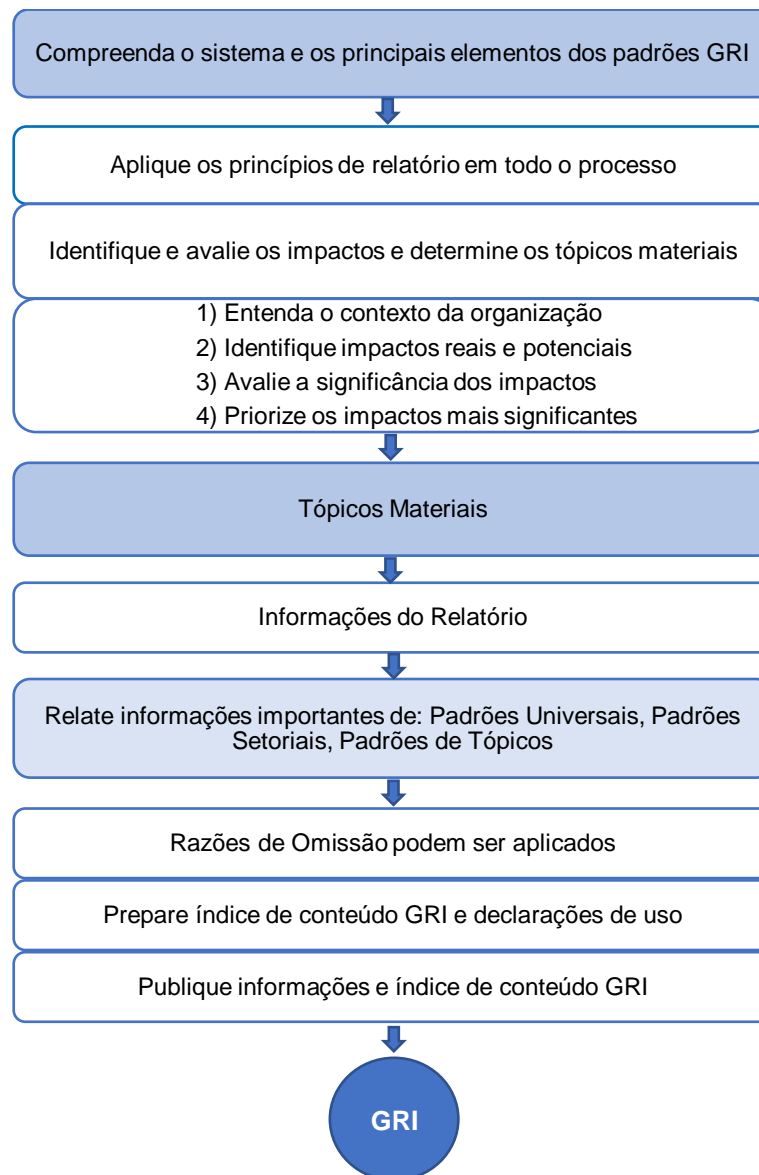 Compreenda o sistema e os principais elementos dos padrões GRI
Aplique os princípios de relatório em todo o processo
Identifique e avalie os impactos e determine os tópicos materiais
1) Entenda o contexto da organização
2) Identifique impactos reais e potenciais
3) Avalie a significância dos impactos
4) Priorize os impactos mais significantes
Tópicos Materiais
Informações do Relatório
Relate informações importantes de: Padrões Universais, Padrões
Setoriais, Padrões de Tópicos
Razões de Omissão podem ser aplicados
Prepare índice de conteúdo GRI e declarações de uso
Publique informações e índice de conteúdo GRI
GRI